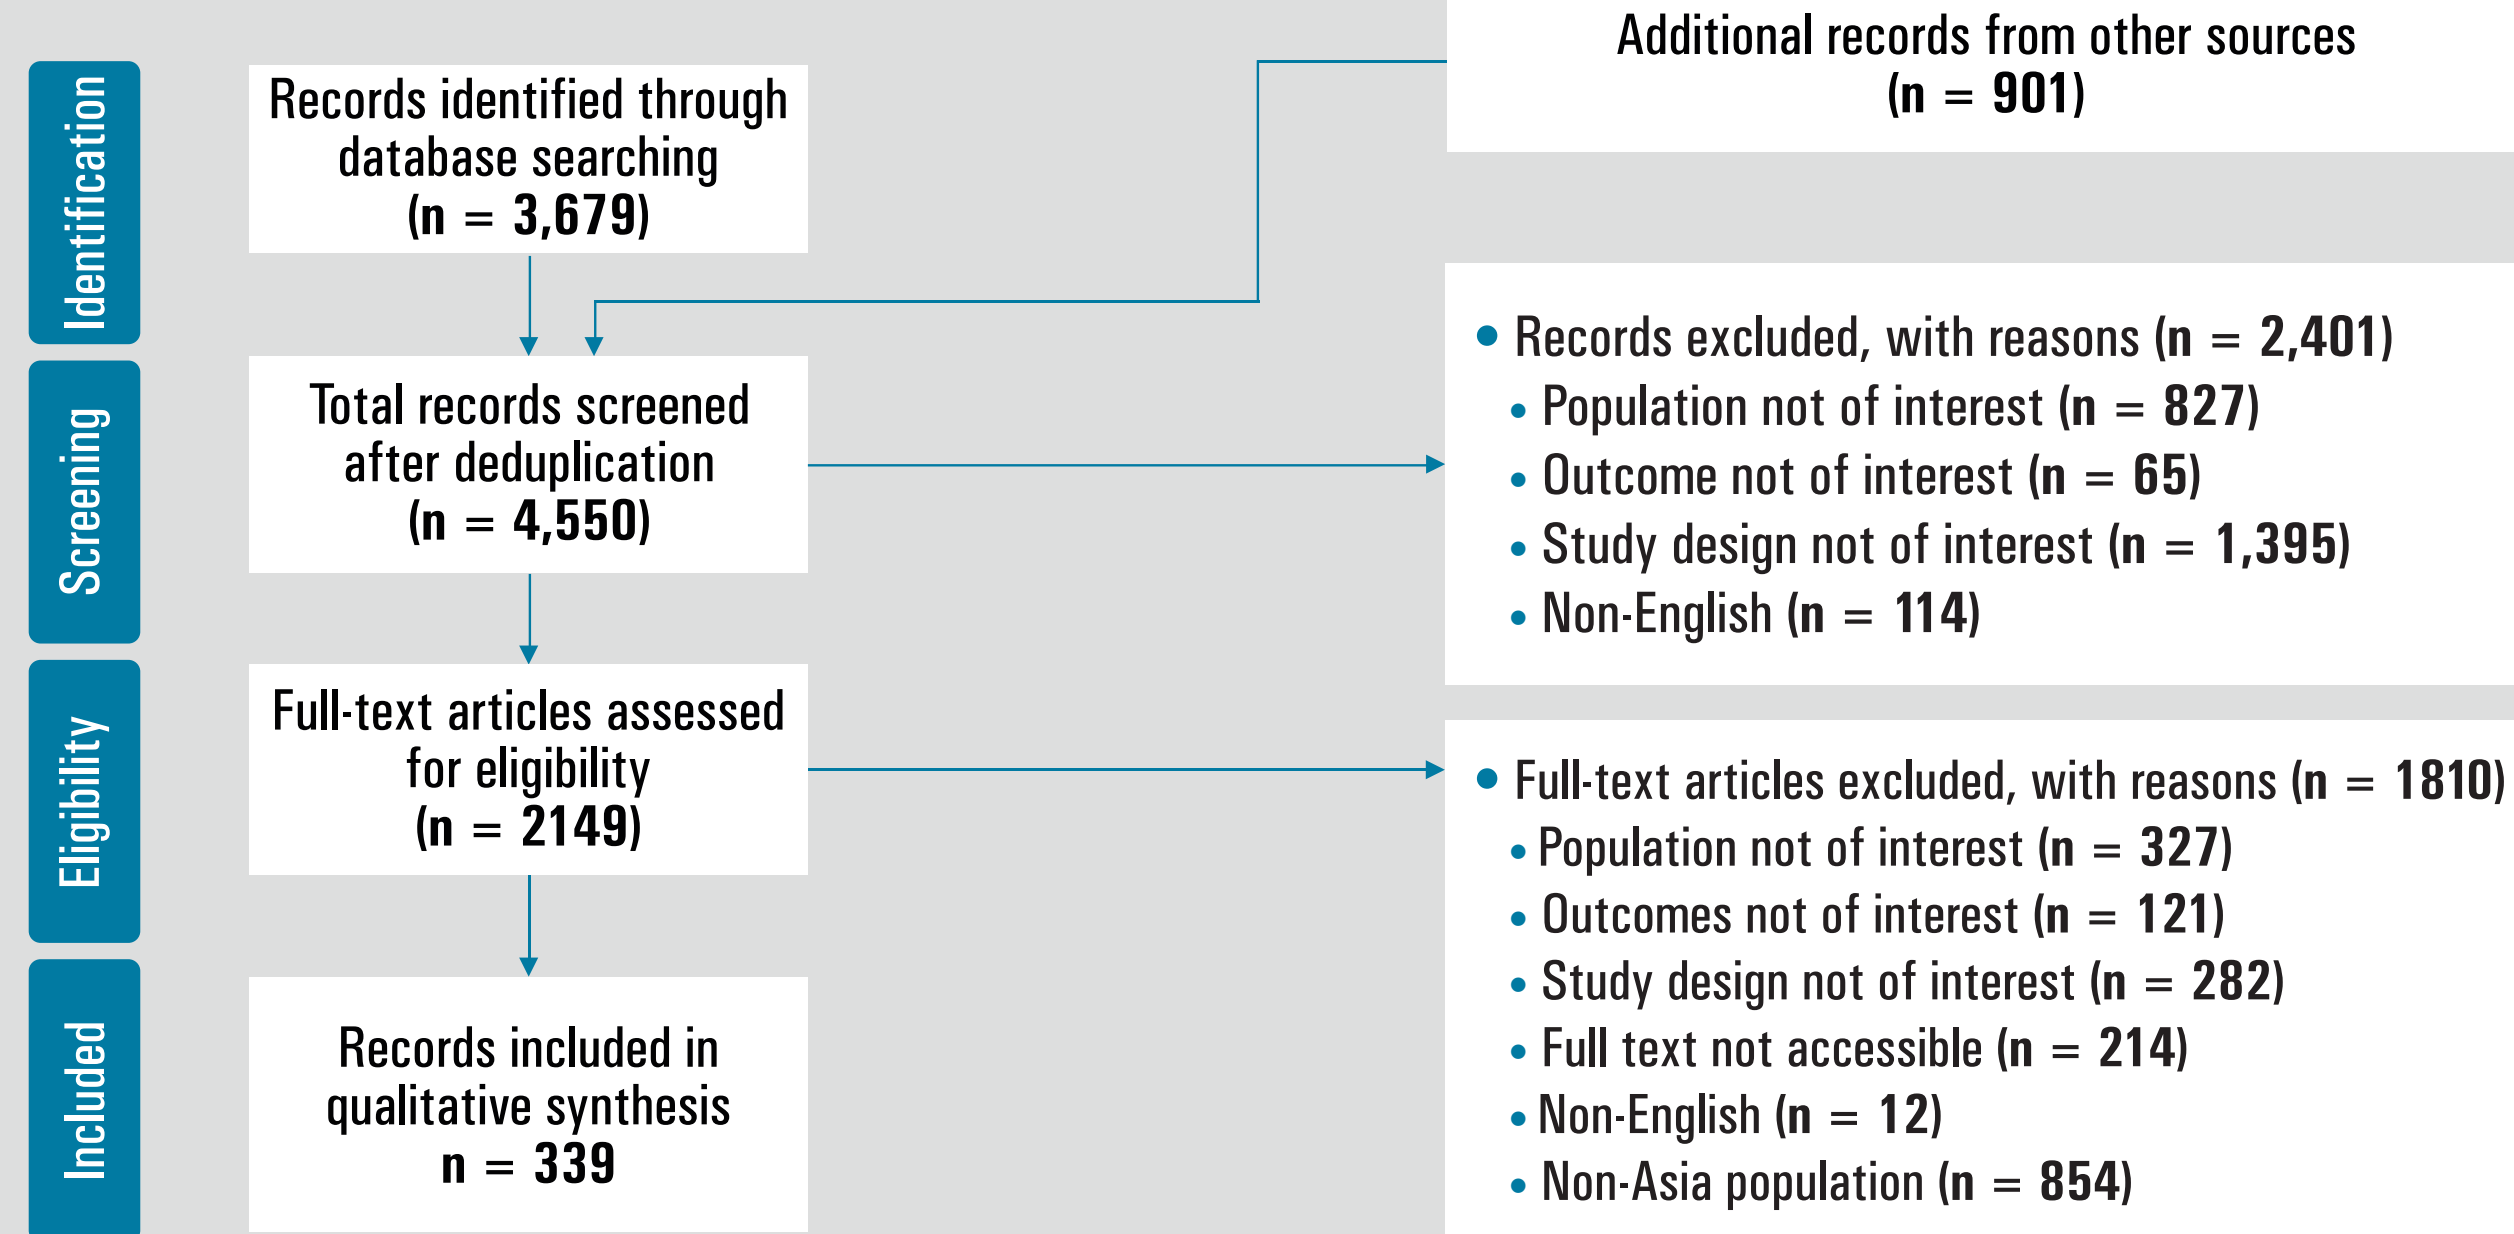 Additional records from other sources
(n = 901)
Identification
Records identified through
database searching
(n = 3,679)
Screening
Total records screened
after deduplication
(n = 4,550)
• Records excluded, with reasons (n = 2,401)
• Population not of interest (n = 827)
• Outcome not of interest (n = 65)
• Study design not of interest (n = 1,395)
• Non-English (n = 114)
Eligibility
Full-text articles assessed
for eligibility
(n = 2149)
• Full-text articles excluded, with reasons (n = 1810)
• Population not of interest (n = 327)
• Outcomes not of interest (n = 121)
• Study design not of interest (n = 282)
• Full text not accessible (n = 214)
• Non-English (n = 12)
• Non-Asia population (n = 854)
Included
Records included in
qualitative synthesis
n = 339